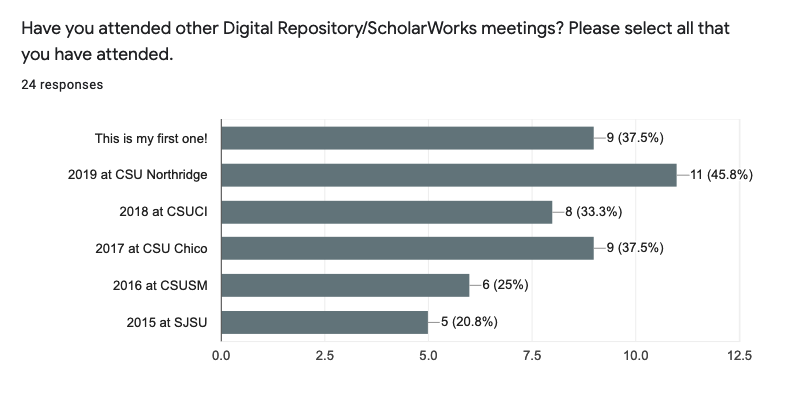 Have you attended other Digital Repository/ScholarWorks meetings? Please select all that
you have attended.
24 responses
This is my first one! 9 (37.5%)
2019 at CSU Northridge 11 (45.8%)
2018 at CSUCI 8 (33.3%)
2017 at CSU Chico 9 (37.5%)
2016 at CSUSM 6 (25%)
2015 at SJSU 5 (20.8%)
0.0 2.5 5.0 7.5 10.0 12.5